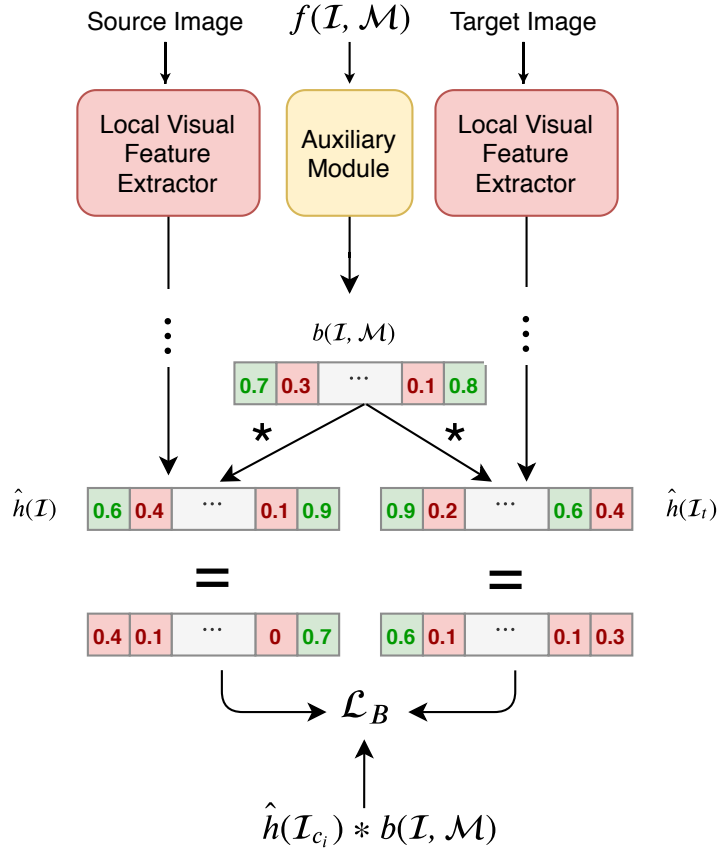 Source Image
f(ℐ, ℳ)
Target Image
Local Visual
Feature
Extractor
Auxiliary
Module
Local Visual
Feature
Extractor
b(ℐ, ℳ)
0.7 0.3 ... 0.1 0.8
* *
ĥ(ℐ) 0.6 0.4 ... 0.1 0.9
0.9 0.2 ... 0.6 0.4 ĥ(ℐₜ)
= =
0.4 0.1 ... 0 0.7
0.6 0.1 ... 0.1 0.3
ℒ_B
ĥ(ℐ_{c_i}) * b(ℐ, ℳ)